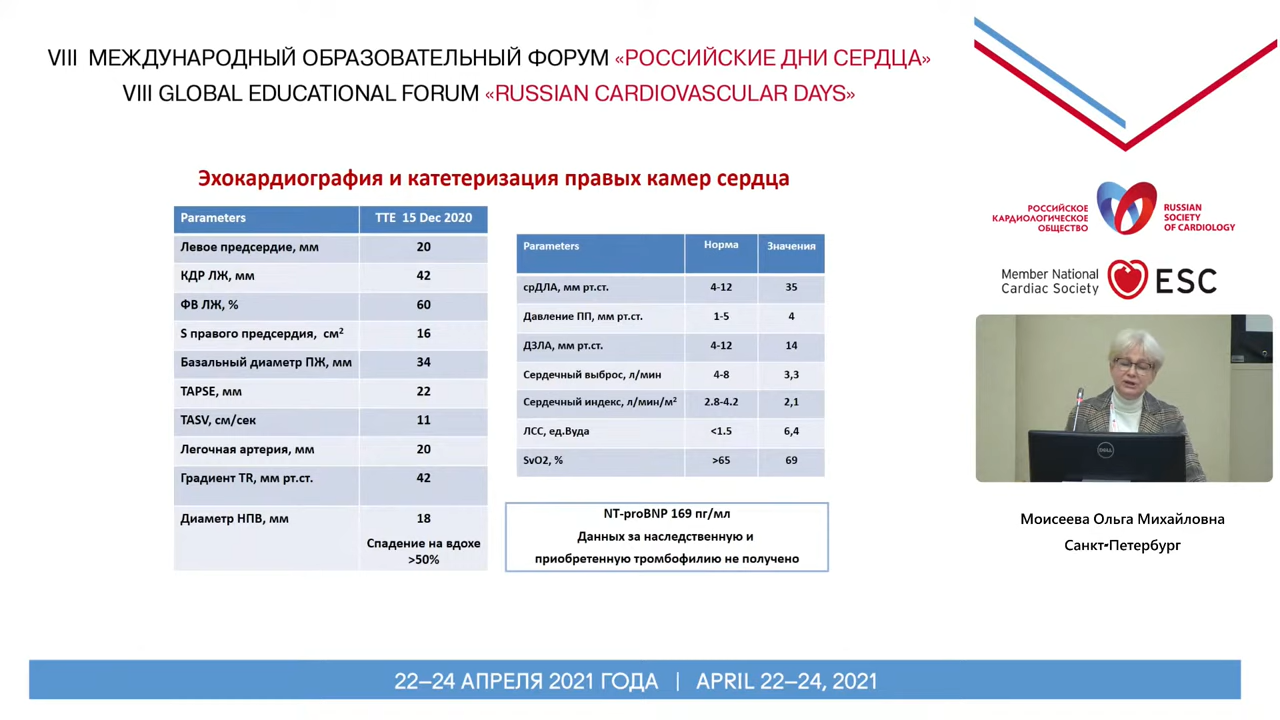 VIII МЕЖДУНАРОДНЫЙ ОБРАЗОВАТЕЛЬНЫЙ ФОРУМ «РОССИЙСКИЕ ДНИ СЕРДЦА»
VIII GLOBAL EDUCATIONAL FORUM «RUSSIAN CARDIOVASCULAR DAYS»
Эхокардиография и катетеризация правых камер сердца
Parameters TTE 15 Dec 2020
Левое предсердие, мм 20
КДР ЛЖ, мм 42
ФВ ЛЖ, % 60
S правого предсердия, см² 16
Базальный диаметр ПЖ, мм 34
TAPSE, мм 22
TASV, см/сек 11
Легочная артерия, мм 20
Градиент TR, мм рт.ст. 42
Диаметр НПВ, мм 18
Спадение на вдохе
>50%
Parameters Норма Значения
срДЛА, мм рт.ст. 4-12 35
Давление ПП, мм рт.ст. 1-5 4
ДЗЛА, мм рт.ст. 4-12 14
Сердечный выброс, л/мин 4-8 3,3
Сердечный индекс, л/мин/м² 2.8-4.2 2,1
ЛСС, ед.Вуда <1.5 6,4
SvO2, % >65 69
NT-proBNP 169 пг/мл
Данных за наследственную и
приобретенную тромбофилию не получено
РОССИЙСКОЕ
КАРДИОЛОГИЧЕСКОЕ
ОБЩЕСТВО
RUSSIAN
SOCIETY
OF CARDIOLOGY
Member National
Cardiac Society
ESC
DELL
Моисеева Ольга Михайловна
Санкт-Петербург
22–24 АПРЕЛЯ 2021 ГОДА | APRIL 22–24, 2021